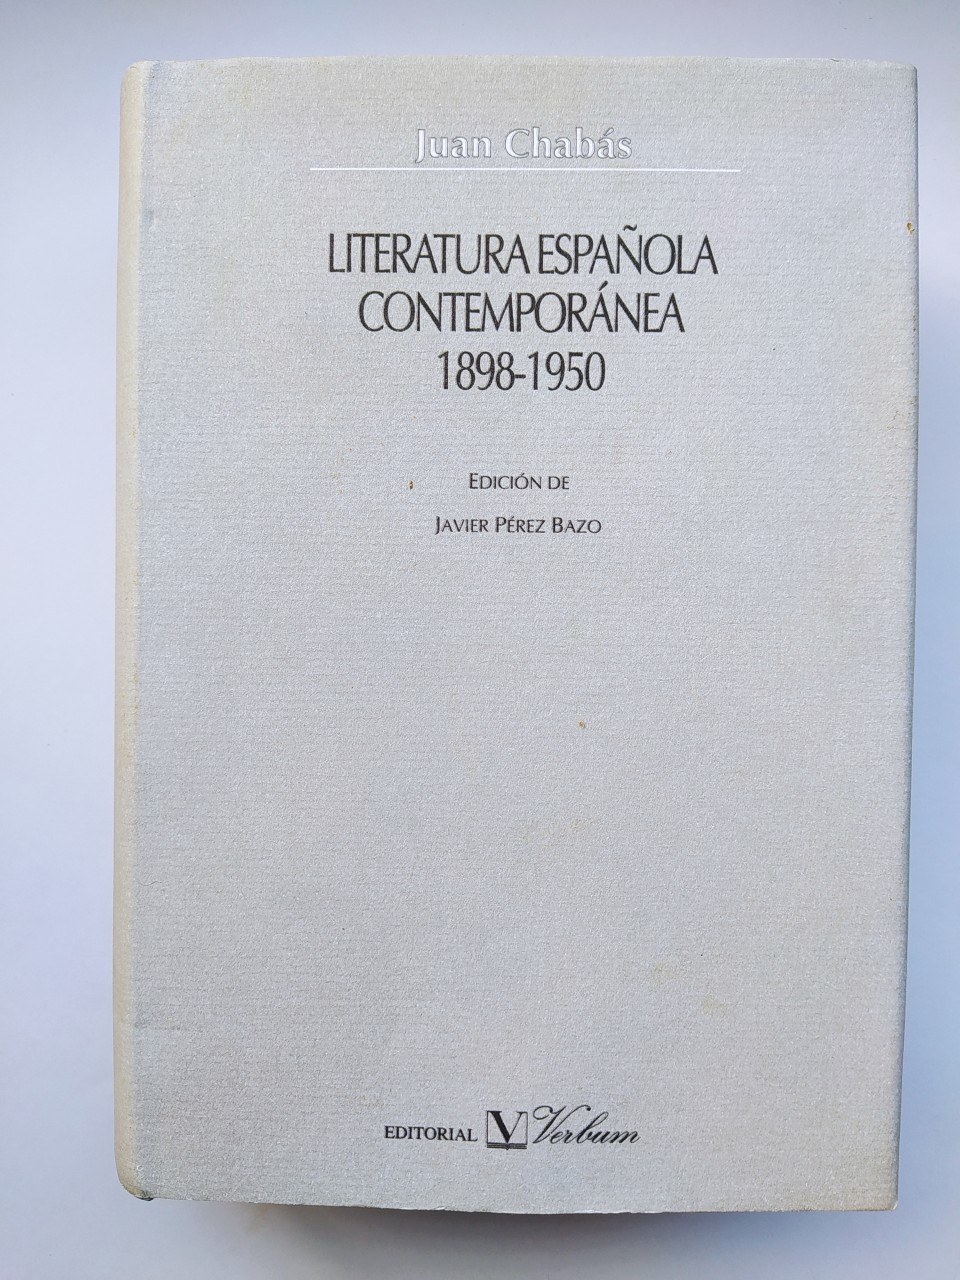 Juan Chabás
LITERATURA ESPAÑOLA
CONTEMPORÁNEA
1898-1950
EDICIÓN DE
JAVIER PÉREZ BAZO
EDITORIAL V Verbum